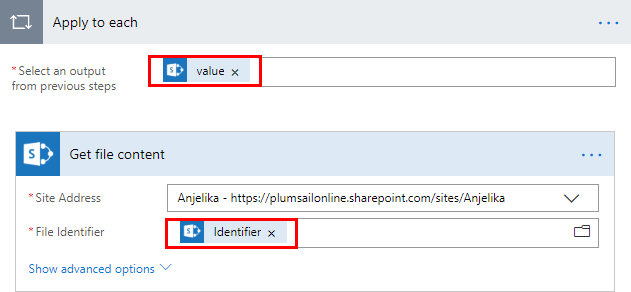 Apply to each
*Select an output
from previous steps
value ×
Get file content
*Site Address
Anjelika - https://plumsailonline.sharepoint.com/sites/Anjelika
*File Identifier
Identifier ×
Show advanced options